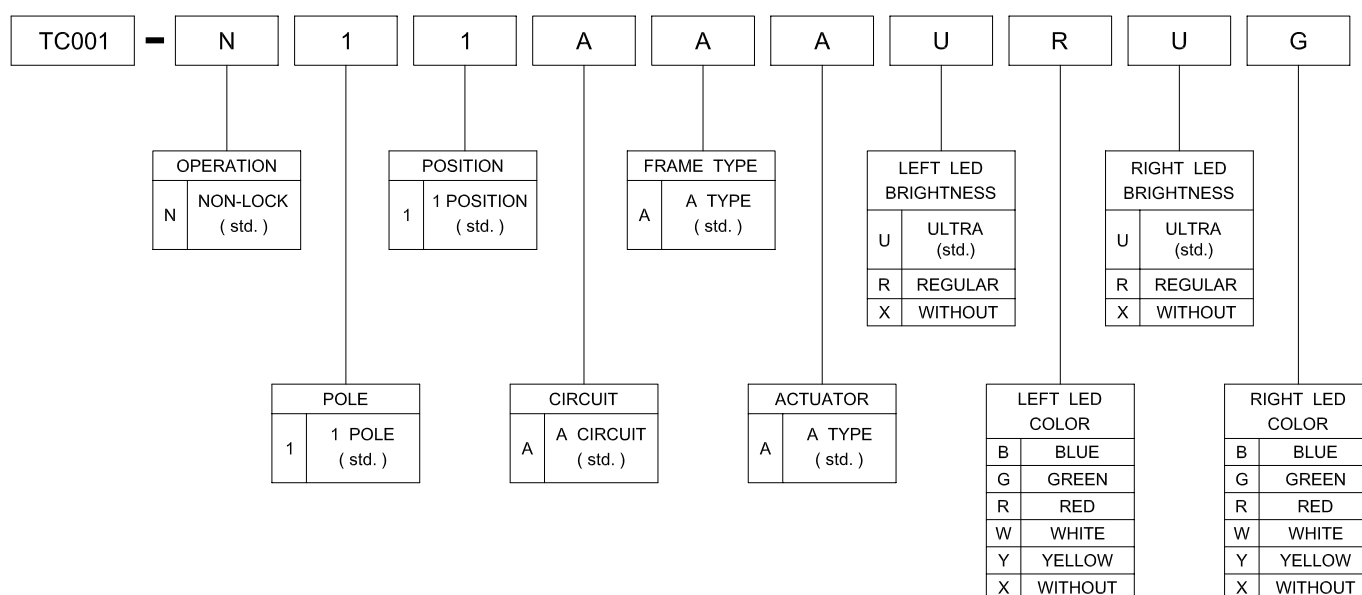 TC001 - N 1 1 A A A U R U G
OPERATION
N NON-LOCK
( std. )
POSITION
1 1 POSITION
( std. )
FRAME TYPE
A A TYPE
( std. )
LEFT LED
BRIGHTNESS
U ULTRA
(std.)
R REGULAR
X WITHOUT
RIGHT LED
BRIGHTNESS
U ULTRA
(std.)
R REGULAR
X WITHOUT
POLE
1 1 POLE
( std. )
CIRCUIT
A A CIRCUIT
( std. )
ACTUATOR
A A TYPE
( std. )
LEFT LED
COLOR
B BLUE
G GREEN
R RED
W WHITE
Y YELLOW
X WITHOUT
RIGHT LED
COLOR
B BLUE
G GREEN
R RED
W WHITE
Y YELLOW
X WITHOUT